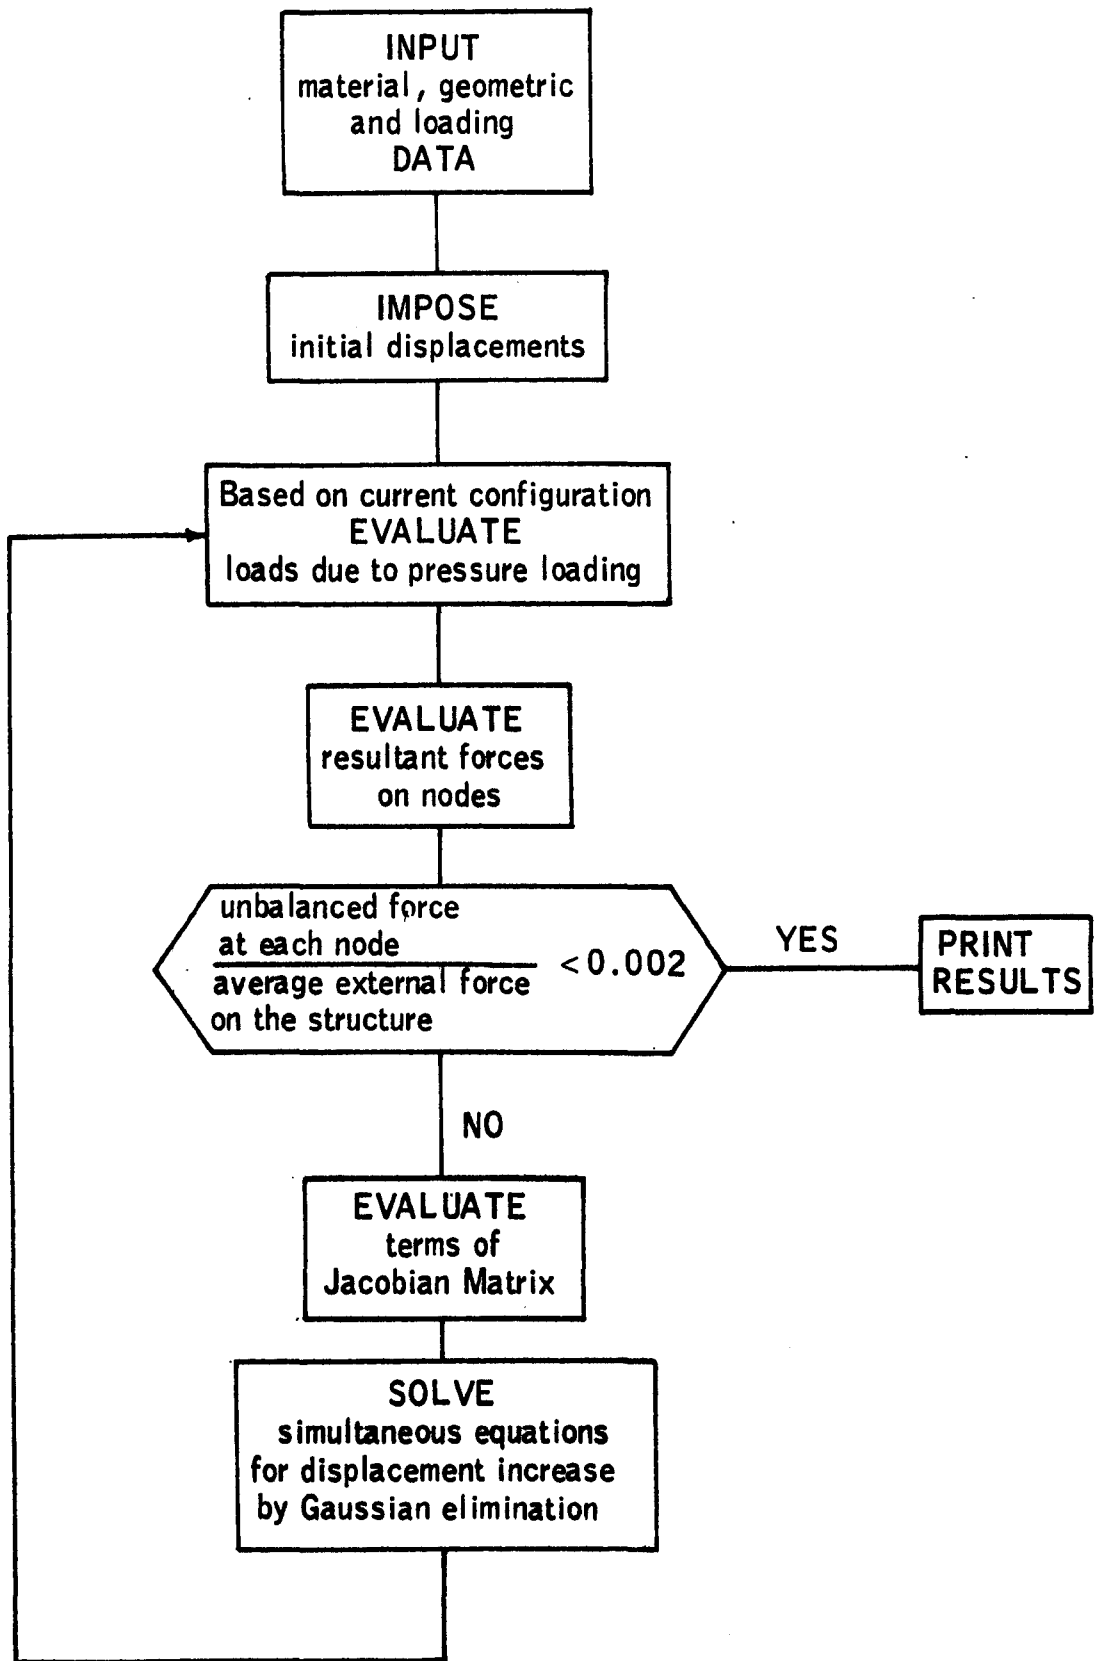 INPUT
material, geometric
and loading
DATA
IMPOSE
initial displacements
Based on current configuration
EVALUATE
loads due to pressure loading
EVALUATE
resultant forces
on nodes
unbalanced force
at each node
average external force
on the structure
<0.002
YES
PRINT
RESULTS
NO
EVALUATE
terms of
Jacobian Matrix
SOLVE
simultaneous equations
for displacement increase
by Gaussian elimination